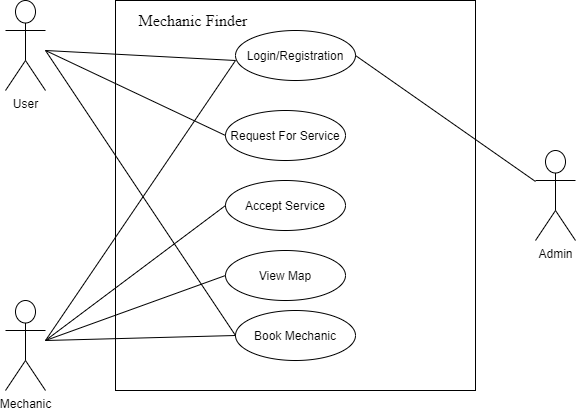 Mechanic Finder
Login/Registration
User
Request For Service
Accept Service
Admin
View Map
Book Mechanic
Mechanic